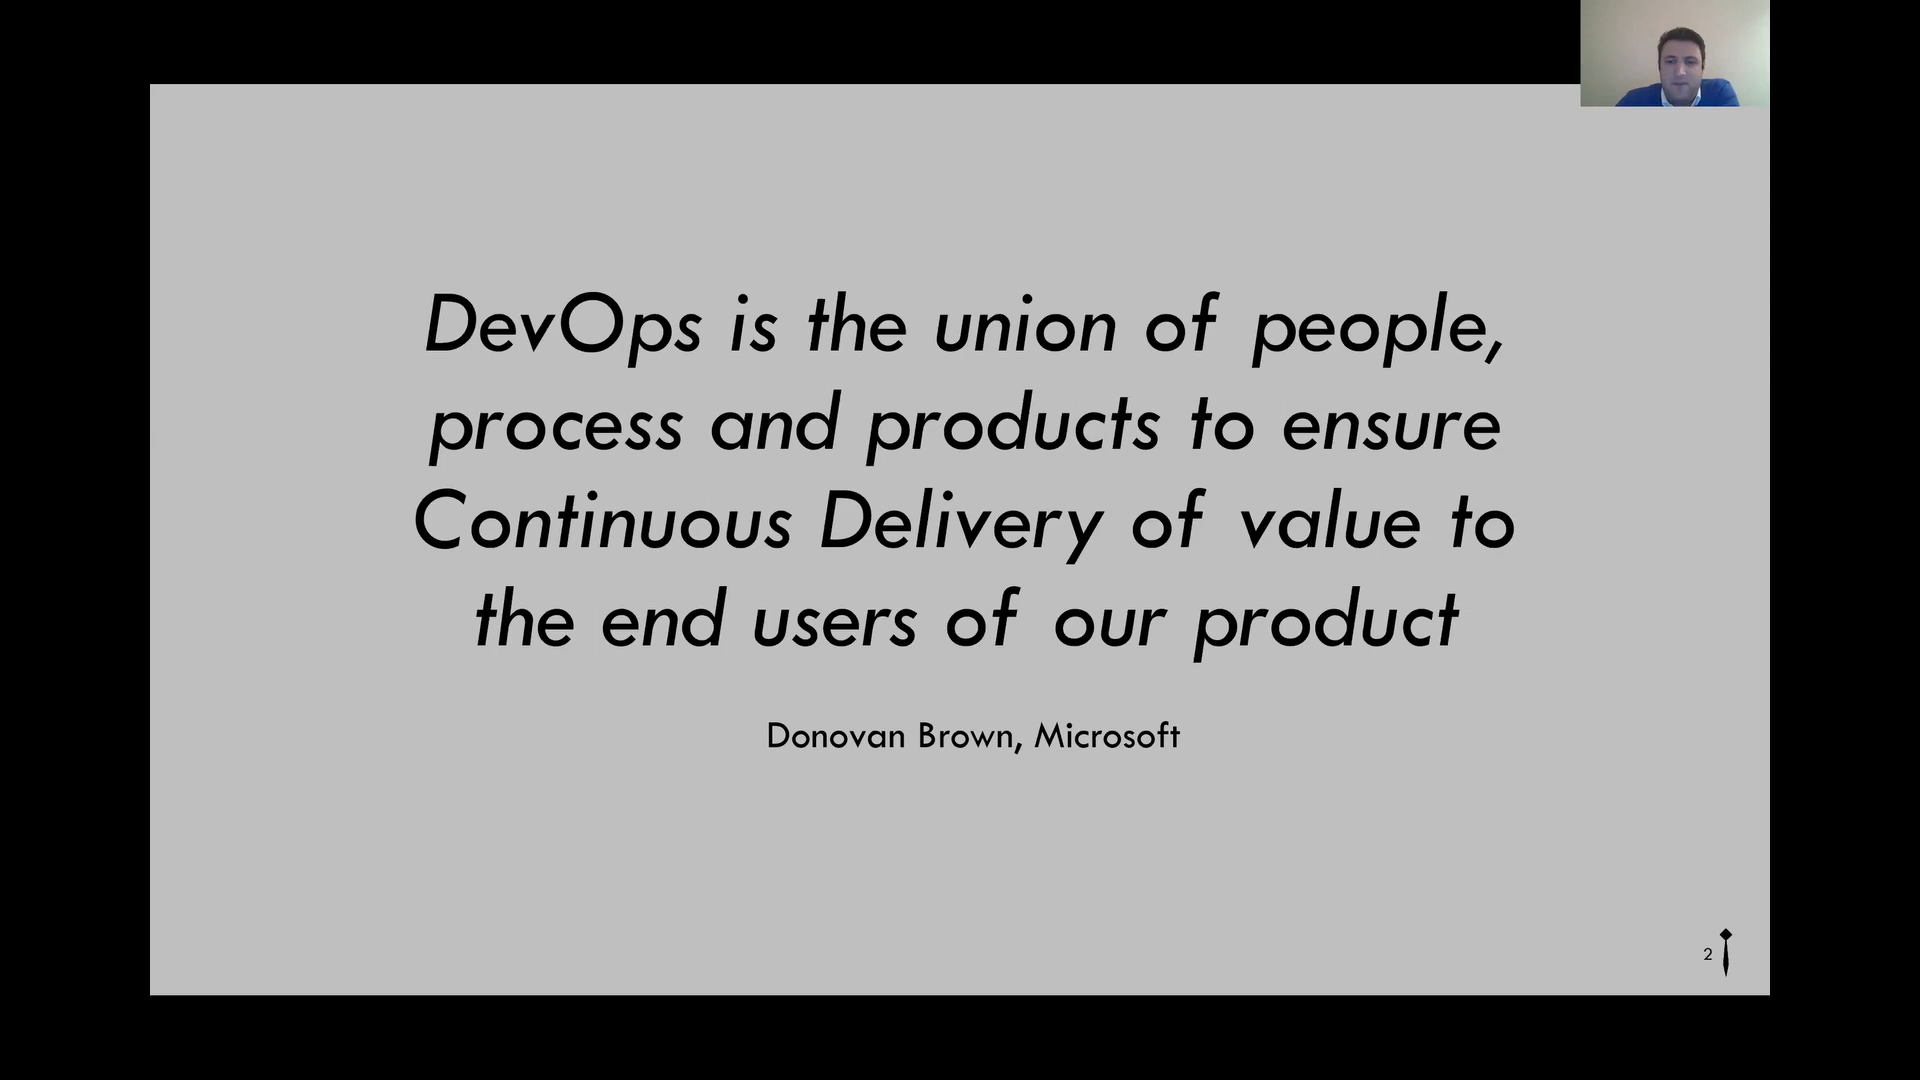 DevOps is the union of people,
process and products to ensure
Continuous Delivery of value to
the end users of our product
Donovan Brown, Microsoft
2